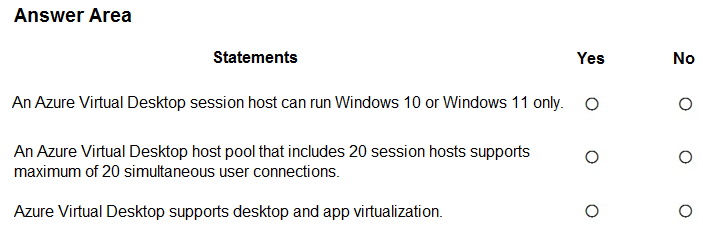 Answer Area
Statements Yes No
An Azure Virtual Desktop session host can run Windows 10 or Windows 11 only.
An Azure Virtual Desktop host pool that includes 20 session hosts supports
maximum of 20 simultaneous user connections.
Azure Virtual Desktop supports desktop and app virtualization.